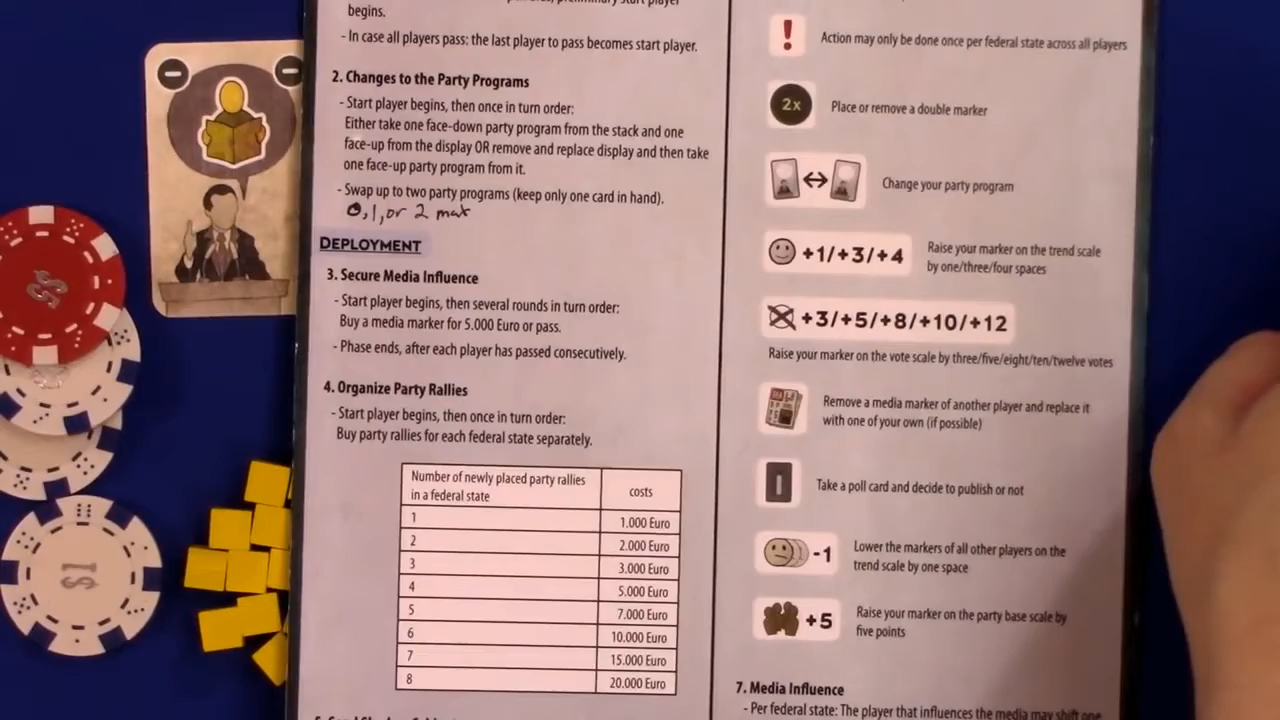 begins.
- In case all players pass: the last player to pass becomes start player.
2. Changes to the Party Programs
- Start player begins, then once in turn order:
Either take one face-down party program from the stack and one
face-up from the display OR remove and replace display and then take
one face-up party program from it.
- Swap up to two party programs (keep only one card in hand).
0, 1, or 2 max
DEPLOYMENT
3. Secure Media Influence
- Start player begins, then several rounds in turn order:
Buy a media marker for 5.000 Euro or pass.
- Phase ends, after each player has passed consecutively.
4. Organize Party Rallies
- Start player begins, then once in turn order:
Buy party rallies for each federal state separately.
Number of newly placed party rallies
in a federal state
costs
1 1.000 Euro
2 2.000 Euro
3 3.000 Euro
4 5.000 Euro
5 7.000 Euro
6 10.000 Euro
7 15.000 Euro
8 20.000 Euro
! Action may only be done once per federal state across all players
2x Place or remove a double marker
Change your party program
+1/+3/+4 Raise your marker on the trend scale
by one/three/four spaces
+3/+5/+8/+10/+12
Raise your marker on the vote scale by three/five/eight/ten/twelve votes
Remove a media marker of another player and replace it
with one of your own (if possible)
Take a poll card and decide to publish or not
-1 Lower the markers of all other players on the
trend scale by one space
+5 Raise your marker on the party base scale by
five points
7. Media Influence
- Per federal state: The player that influences the media may shift one
$5
$1